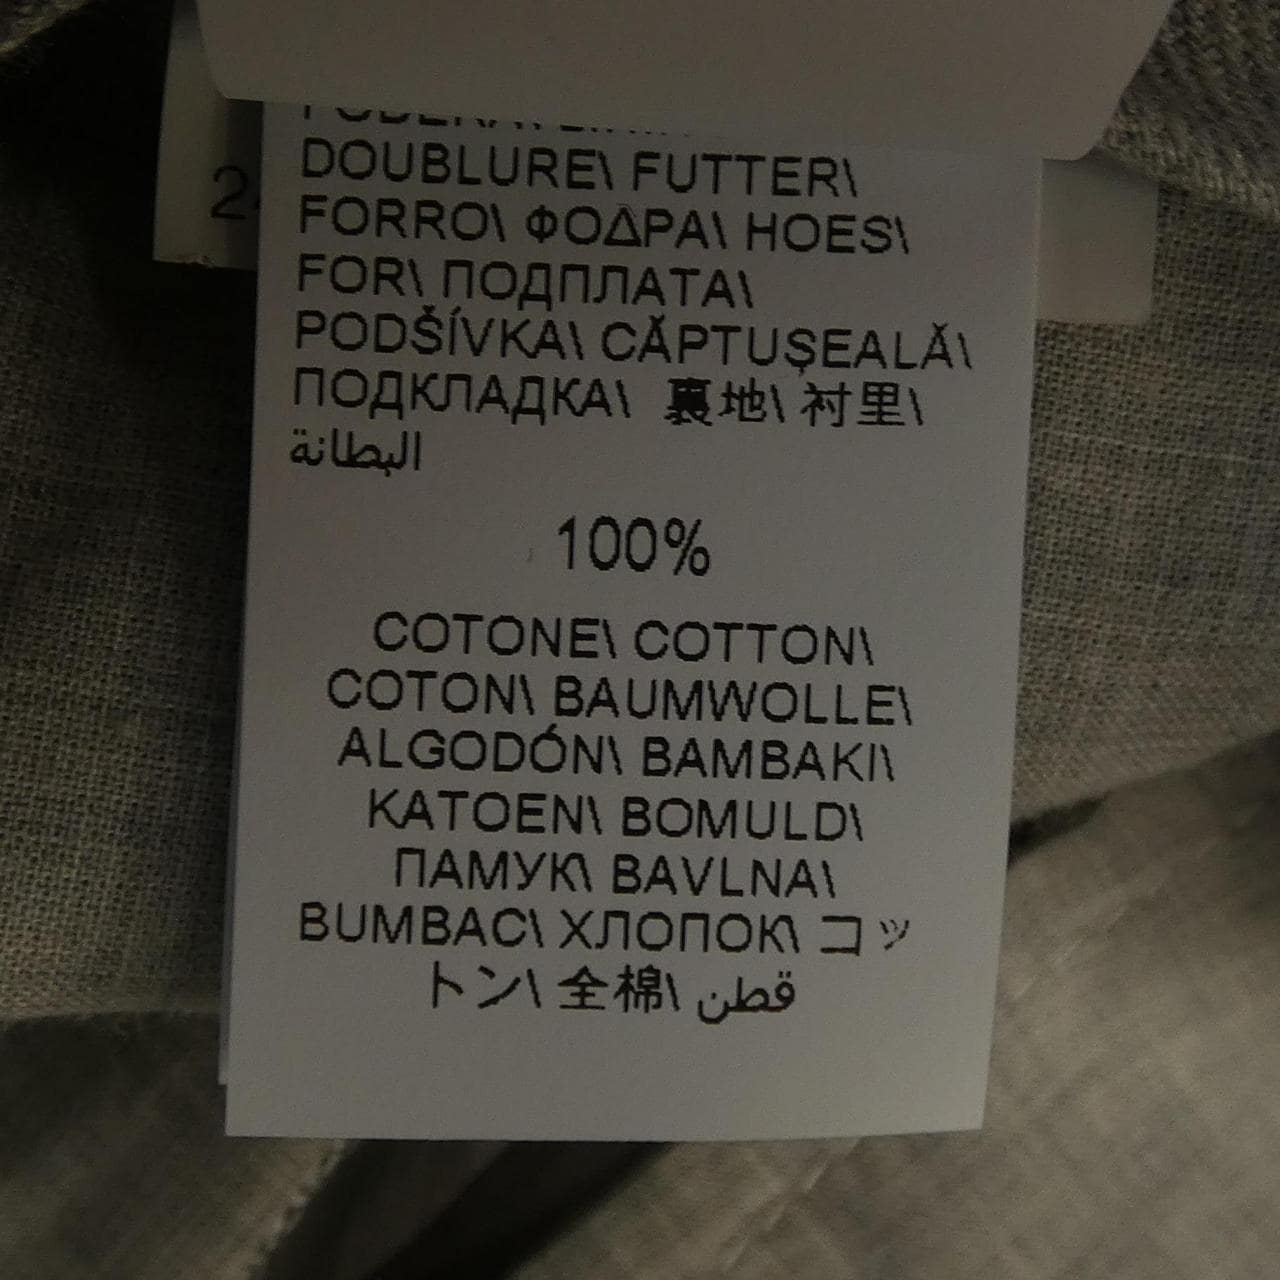 DOUBLURE\ FUTTER\
FORRO\ ΦΟΔΡΑ\ HOES\
FOR\ ПОДПЛАТА\
PODŠÍVKA\ CĂPTUŞEALĂ\
ПОДКЛАДКА\ 裏地\ 衬里\
البطانة
100%
COTONE\ COTTON\
COTON\ BAUMWOLLE\
ALGODÓN\ BAMBAKI\
KATOEN\ BOMULD\
ПАМУК\ BAVLNA\
BUMBAC\ ХЛОПОК\ コッ
トン\ 全棉\ قطن